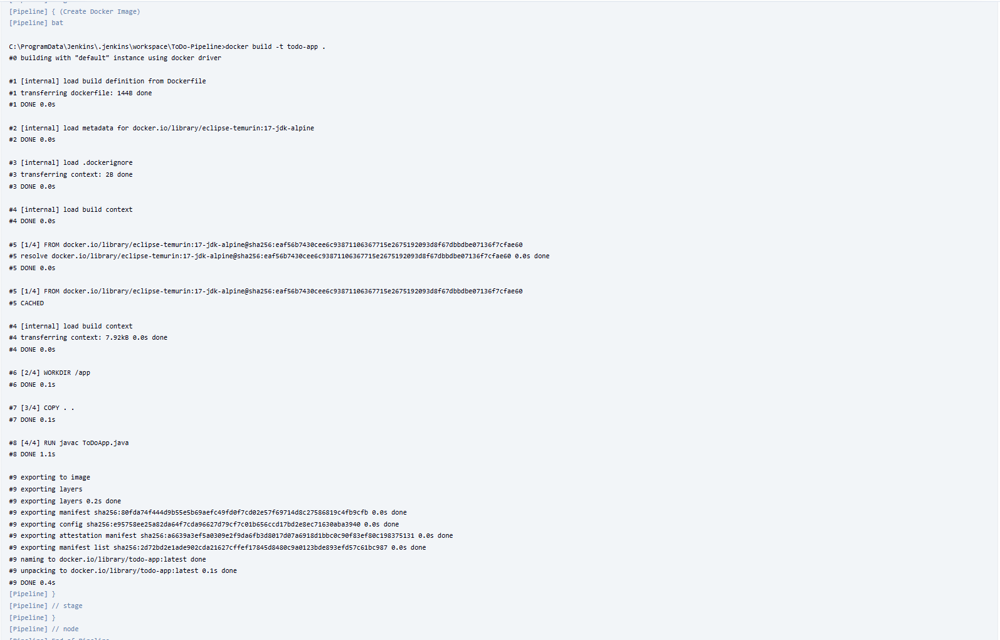 [Pipeline] { (Create Docker Image)
[Pipeline] bat
C:\ProgramData\Jenkins\.jenkins\workspace\ToDo-Pipeline>docker build -t todo-app .
#0 building with "default" instance using docker driver
#1 [internal] load build definition from Dockerfile
#1 transferring dockerfile: 144B done
#1 DONE 0.0s
#2 [internal] load metadata for docker.io/library/eclipse-temurin:17-jdk-alpine
#2 DONE 0.0s
#3 [internal] load .dockerignore
#3 transferring context: 2B done
#3 DONE 0.0s
#4 [internal] load build context
#4 DONE 0.0s
#5 [1/4] FROM docker.io/library/eclipse-temurin:17-jdk-alpine@sha256:eaf56b7430cee6c93871106367715e2675192093d8f67dbbdbe07136f7cfae60
#5 resolve docker.io/library/eclipse-temurin:17-jdk-alpine@sha256:eaf56b7430cee6c93871106367715e2675192093d8f67dbbdbe07136f7cfae60 0.0s done
#5 DONE 0.0s
#5 [1/4] FROM docker.io/library/eclipse-temurin:17-jdk-alpine@sha256:eaf56b7430cee6c93871106367715e2675192093d8f67dbbdbe07136f7cfae60
#5 CACHED
#4 [internal] load build context
#4 transferring context: 7.92kB 0.0s done
#4 DONE 0.0s
#6 [2/4] WORKDIR /app
#6 DONE 0.1s
#7 [3/4] COPY . .
#7 DONE 0.1s
#8 [4/4] RUN javac ToDoApp.java
#8 DONE 1.1s
#9 exporting to image
#9 exporting layers
#9 exporting layers 0.2s done
#9 exporting manifest sha256:80fda74f444d9b55e5b69aefc49fd0f7cd02e57f69714d8c27586819c4fb9cfb 0.0s done
#9 exporting config sha256:e95758ee25a82da64f7cda96627d79cf7c01b656ccd17bd2e8ec71630aba3940 0.0s done
#9 exporting attestation manifest sha256:a6639a3ef5a0309e2f9da6fb3d8017d07a6918d1bbc0c90f83ef80c198375131 0.0s done
#9 exporting manifest list sha256:2d72bd2e1ade902cda21627cffef17845d8480c9a0123bde893efd57c61bc987 0.0s done
#9 naming to docker.io/library/todo-app:latest done
#9 unpacking to docker.io/library/todo-app:latest 0.1s done
#9 DONE 0.4s
[Pipeline] }
[Pipeline] // stage
[Pipeline] }
[Pipeline] // node
[Pipeline] End of Pipeline